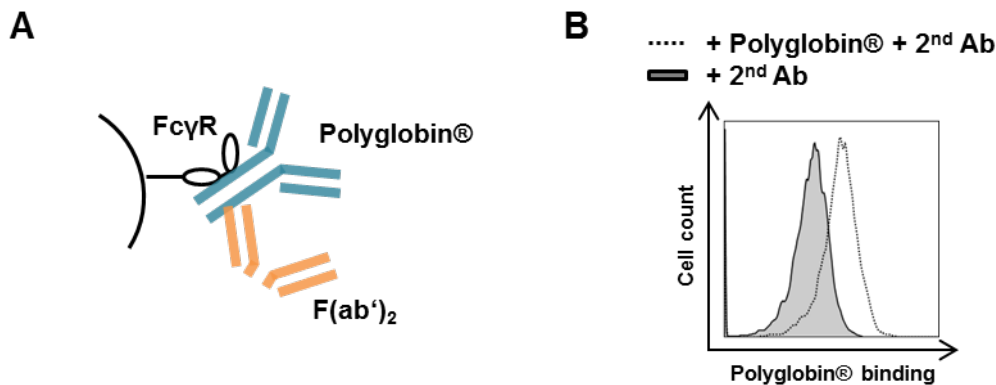 A
FcγR
Polyglobin®
F(ab‘)₂
B
+ Polyglobin® + 2ⁿᵈ Ab
+ 2ⁿᵈ Ab
Cell count
Polyglobin® binding